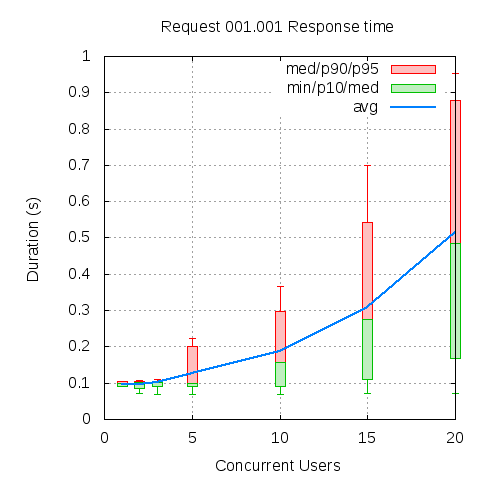 Request 001.001 Response time
med/p90/p95
min/p10/med
avg
Duration (s)
1
0.9
0.8
0.7
0.6
0.5
0.4
0.3
0.2
0.1
0
0 5 10 15 20
Concurrent Users